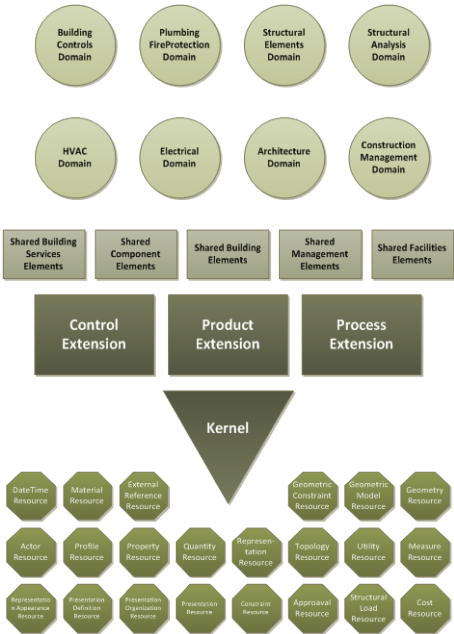 Building
Controls
Domain
Plumbing
FireProtection
Domain
Structural
Elements
Domain
Structural
Analysis
Domain
HVAC
Domain
Electrical
Domain
Architecture
Domain
Construction
Management
Domain
Shared Building
Services
Elements
Shared
Component
Elements
Shared Building
Elements
Shared
Management
Elements
Shared Facilities
Elements
Control
Extension
Product
Extension
Process
Extension
Kernel
DateTime
Resource
Material
Resource
External
Reference
Resource
Geometric
Constraint
Resource
Geometric
Model
Resource
Geometry
Resource
Actor
Resource
Profile
Resource
Property
Resource
Quantity
Resource
Represen-
tation
Resource
Topology
Resource
Utility
Resource
Measure
Resource
Representatio
n Appearance
Resource
Presentation
Definition
Resource
Presentation
Organization
Resource
Presentation
Resource
Constraint
Resource
Approaval
Resource
Structural
Load
Resource
Cost
Resource